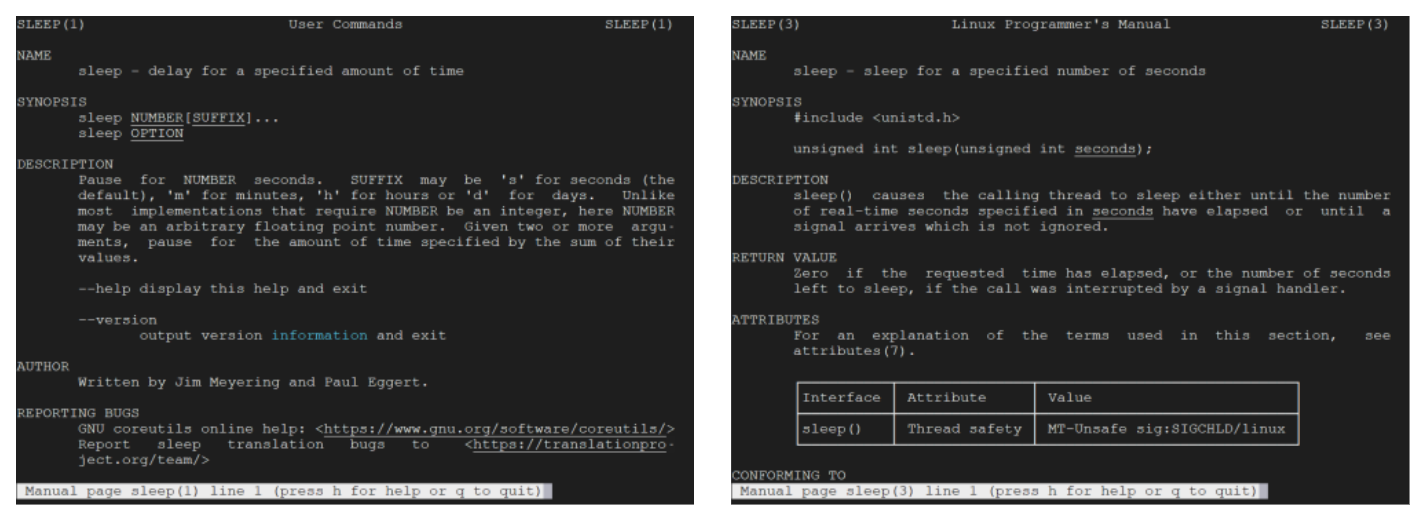 SLEEP(1) User Commands SLEEP(1)
NAME
sleep - delay for a specified amount of time
SYNOPSIS
sleep NUMBER[SUFFIX]...
sleep OPTION
DESCRIPTION
Pause for NUMBER seconds. SUFFIX may be 's' for seconds (the
default), 'm' for minutes, 'h' for hours or 'd' for days. Unlike
most implementations that require NUMBER be an integer, here NUMBER
may be an arbitrary floating point number. Given two or more argu-
ments, pause for the amount of time specified by the sum of their
values.
--help display this help and exit
--version
output version information and exit
AUTHOR
Written by Jim Meyering and Paul Eggert.
REPORTING BUGS
GNU coreutils online help: <https://www.gnu.org/software/coreutils/>
Report sleep translation bugs to <https://translationpro-
ject.org/team/>
Manual page sleep(1) line 1 (press h for help or q to quit)
SLEEP(3) Linux Programmer's Manual SLEEP(3)
NAME
sleep - sleep for a specified number of seconds
SYNOPSIS
#include <unistd.h>
unsigned int sleep(unsigned int seconds);
DESCRIPTION
sleep() causes the calling thread to sleep either until the number
of real-time seconds specified in seconds have elapsed or until a
signal arrives which is not ignored.
RETURN VALUE
Zero if the requested time has elapsed, or the number of seconds
left to sleep, if the call was interrupted by a signal handler.
ATTRIBUTES
For an explanation of the terms used in this section, see
attributes(7).
Interface Attribute Value
sleep() Thread safety MT-Unsafe sig:SIGCHLD/linux
CONFORMING TO
Manual page sleep(3) line 1 (press h for help or q to quit)